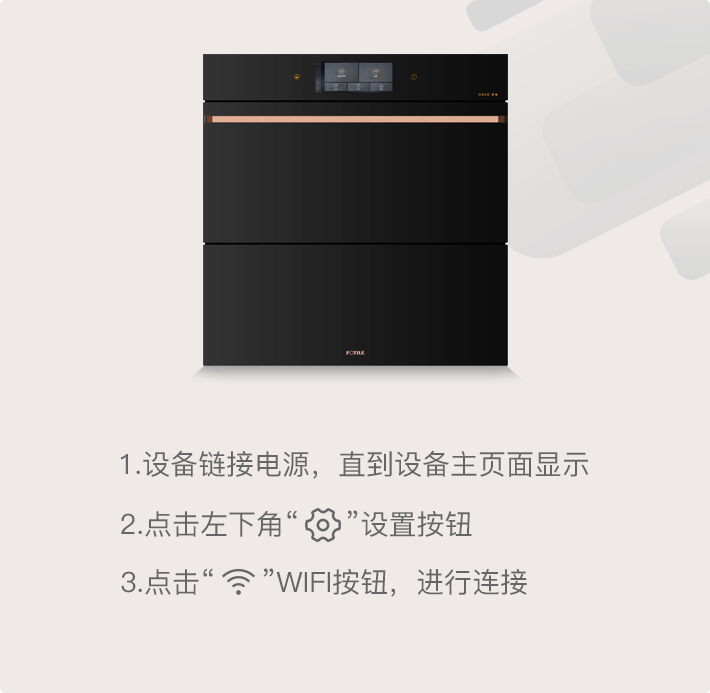 FOTILE
1.设备链接电源，直到设备主页面显示
2.点击左下角“ ”设置按钮
3.点击“ ”WIFI按钮，进行连接